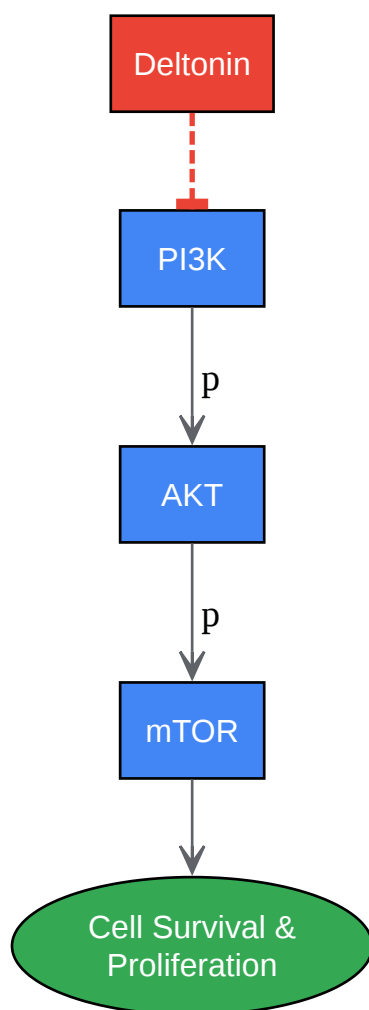 Deltonin
PI3K
p
AKT
p
mTOR
Cell Survival &
Proliferation